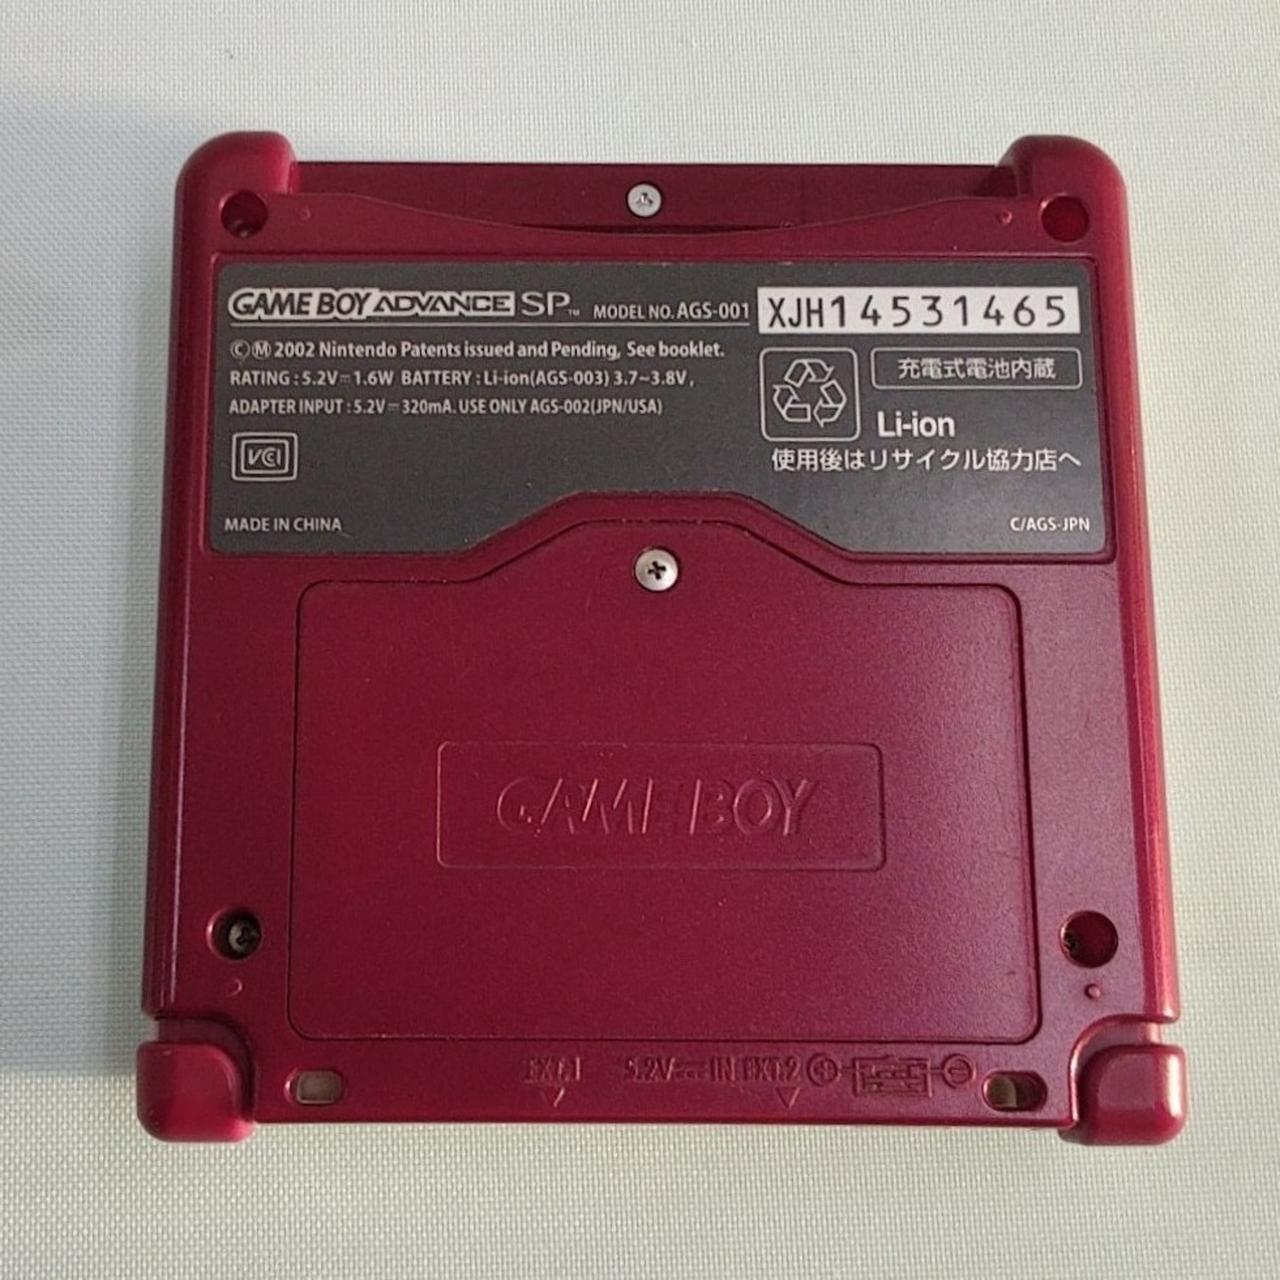 GAME BOY ADVANCE SP™ MODEL NO. AGS-001 XJH14531465
ⒸⓂ 2002 Nintendo Patents issued and Pending, See booklet.
RATING : 5.2V⎓1.6W BATTERY : Li-ion(AGS-003) 3.7~3.8V,
ADAPTER INPUT : 5.2V⎓320mA. USE ONLY AGS-002(JPN/USA)
充電式電池内蔵
Li-ion
使用後はリサイクル協力店へ
VCI
MADE IN CHINA
C/AGS-JPN
GAME BOY
EXT.1 5.2V⎓IN EXT.2